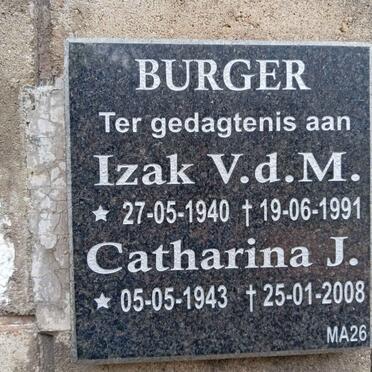 BURGER
Ter gedagtenis aan
Izak V.d.M.
★ 27-05-1940 † 19-06-1991
Catharina J.
★ 05-05-1943 † 25-01-2008
MA26